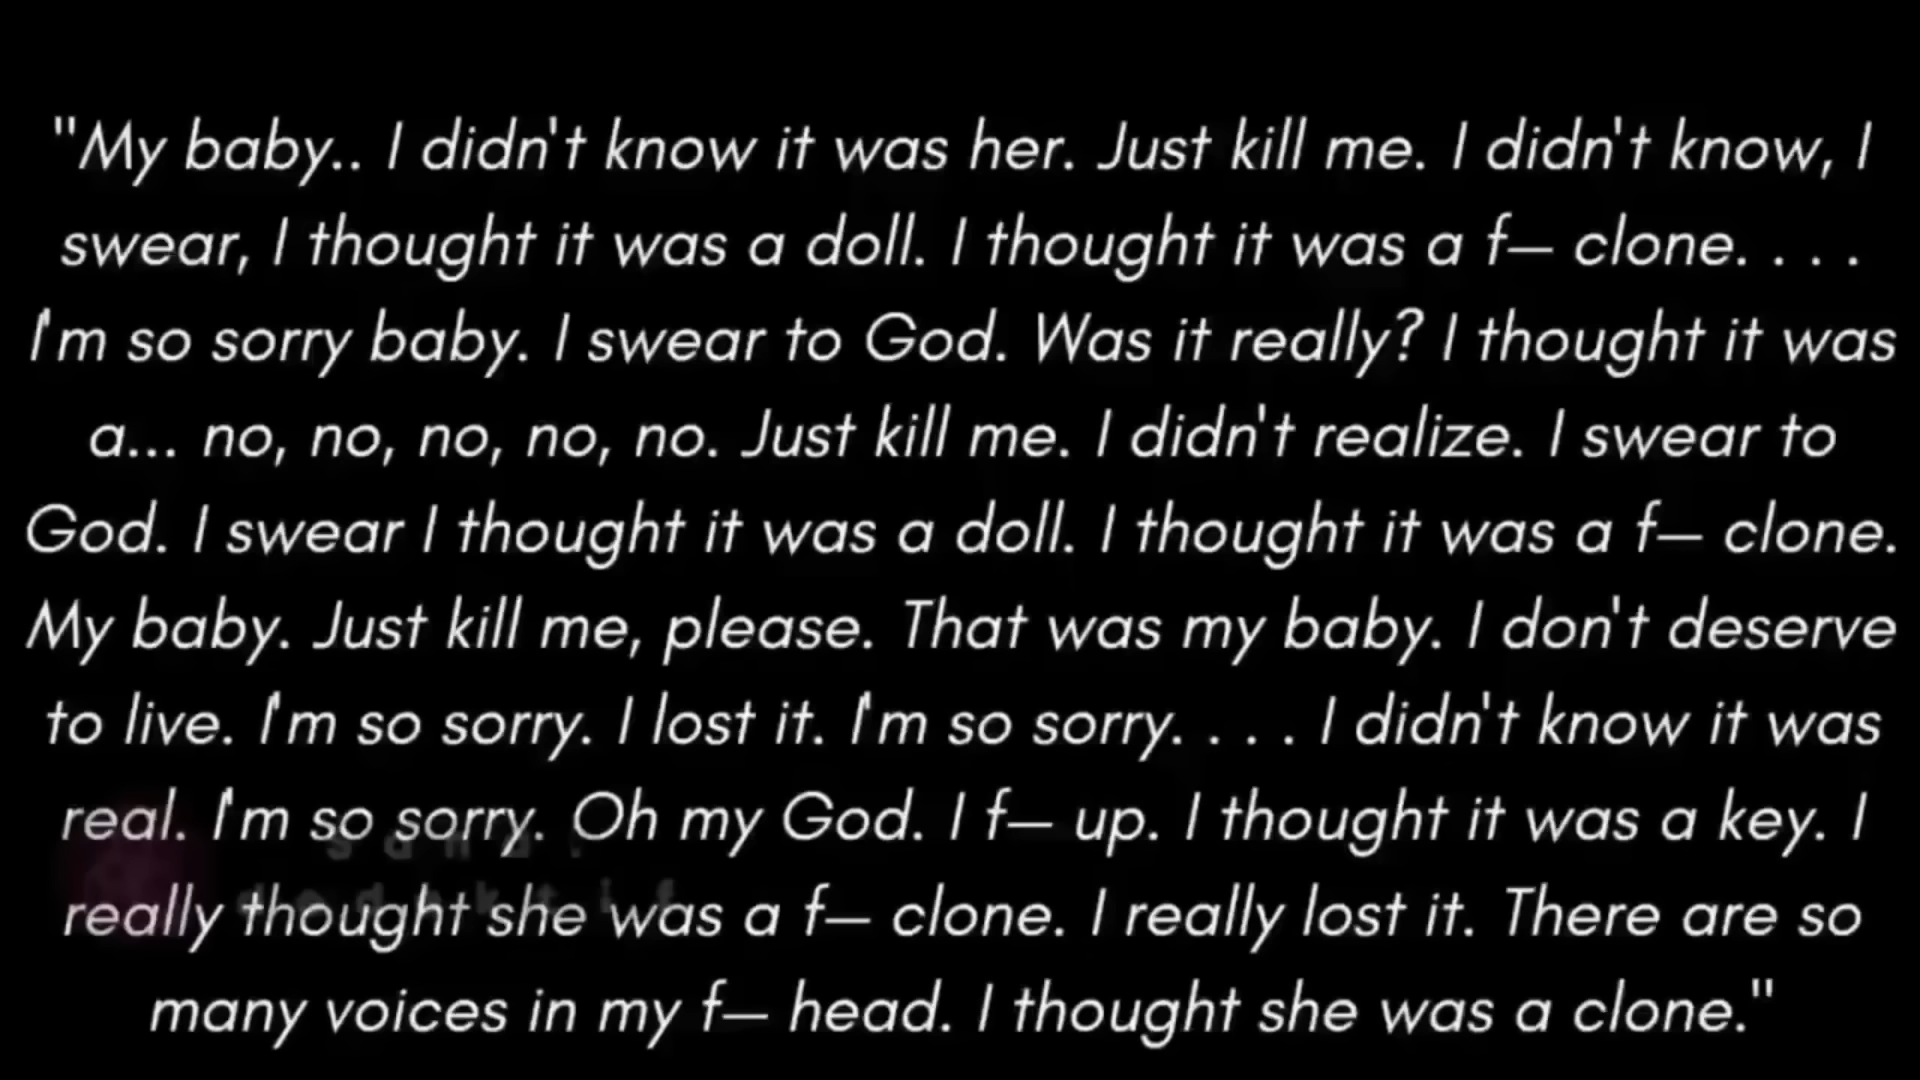 "My baby.. I didn't know it was her. Just kill me. I didn't know, I
swear, I thought it was a doll. I thought it was a f— clone. . . .
I'm so sorry baby. I swear to God. Was it really? I thought it was
a... no, no, no, no, no. Just kill me. I didn't realize. I swear to
God. I swear I thought it was a doll. I thought it was a f— clone.
My baby. Just kill me, please. That was my baby. I don't deserve
to live. I'm so sorry. I lost it. I'm so sorry. . . . I didn't know it was
real. I'm so sorry. Oh my God. I f— up. I thought it was a key. I
really thought she was a f— clone. I really lost it. There are so
many voices in my f— head. I thought she was a clone."